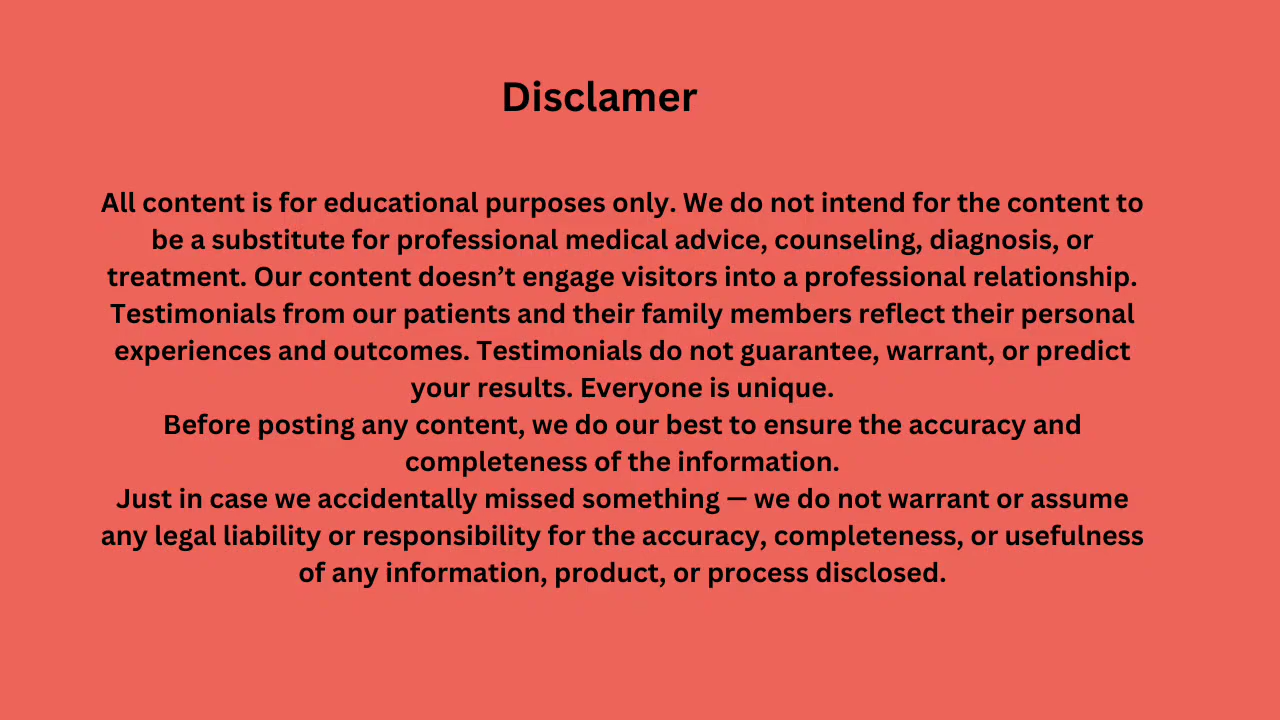 Disclamer
All content is for educational purposes only. We do not intend for the content to
be a substitute for professional medical advice, counseling, diagnosis, or
treatment. Our content doesn’t engage visitors into a professional relationship.
Testimonials from our patients and their family members reflect their personal
experiences and outcomes. Testimonials do not guarantee, warrant, or predict
your results. Everyone is unique.
Before posting any content, we do our best to ensure the accuracy and
completeness of the information.
Just in case we accidentally missed something — we do not warrant or assume
any legal liability or responsibility for the accuracy, completeness, or usefulness
of any information, product, or process disclosed.